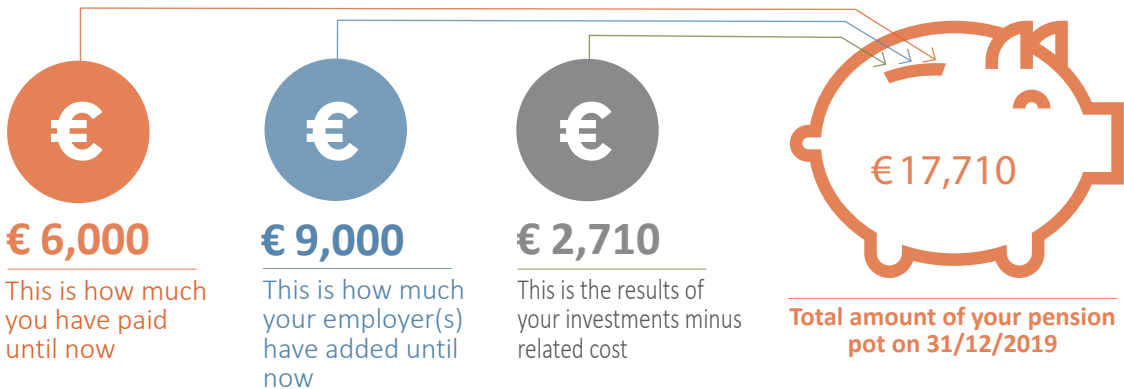 €
€
€
€ 6,000
This is how much
you have paid
until now
€ 9,000
This is how much
your employer(s)
have added until
now
€ 2,710
This is the results of
your investments minus
related cost
€ 17,710
Total amount of your pension
pot on 31/12/2019